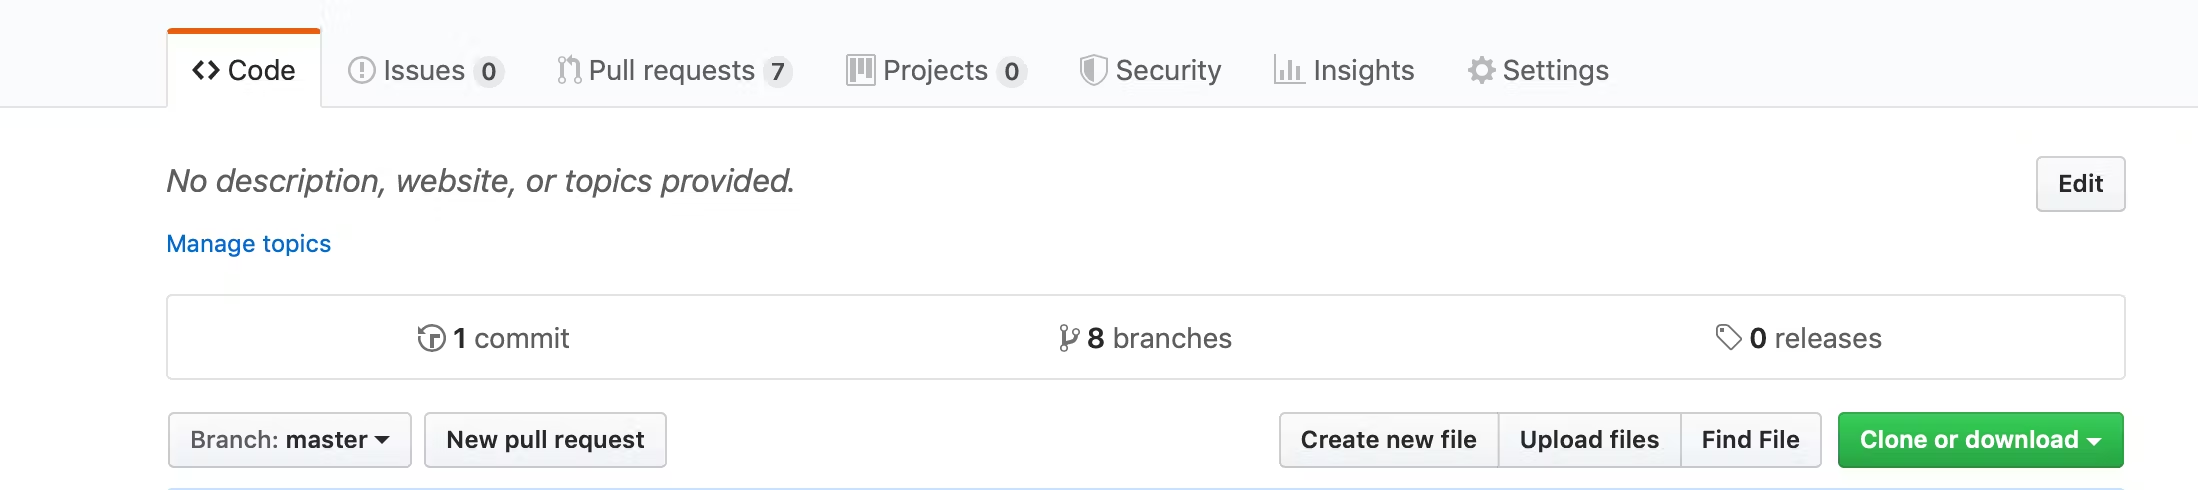 Code Issues 0 Pull requests 7 Projects 0 Security Insights Settings
No description, website, or topics provided. Edit
Manage topics
1 commit 8 branches 0 releases
Branch: master New pull request Create new file Upload files Find File Clone or download